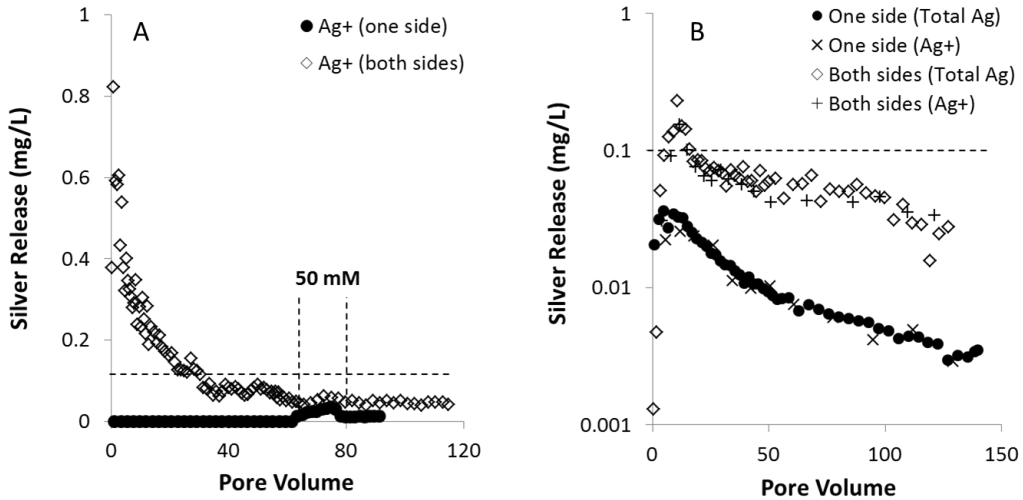 A
Ag+ (one side)
Ag+ (both sides)
50 mM
Silver Release (mg/L)
1
0.8
0.6
0.4
0.2
0
0 40 80 120
Pore Volume
B
One side (Total Ag)
One side (Ag+)
Both sides (Total Ag)
Both sides (Ag+)
Silver Release (mg/L)
1
0.1
0.01
0.001
0 50 100 150
Pore Volume